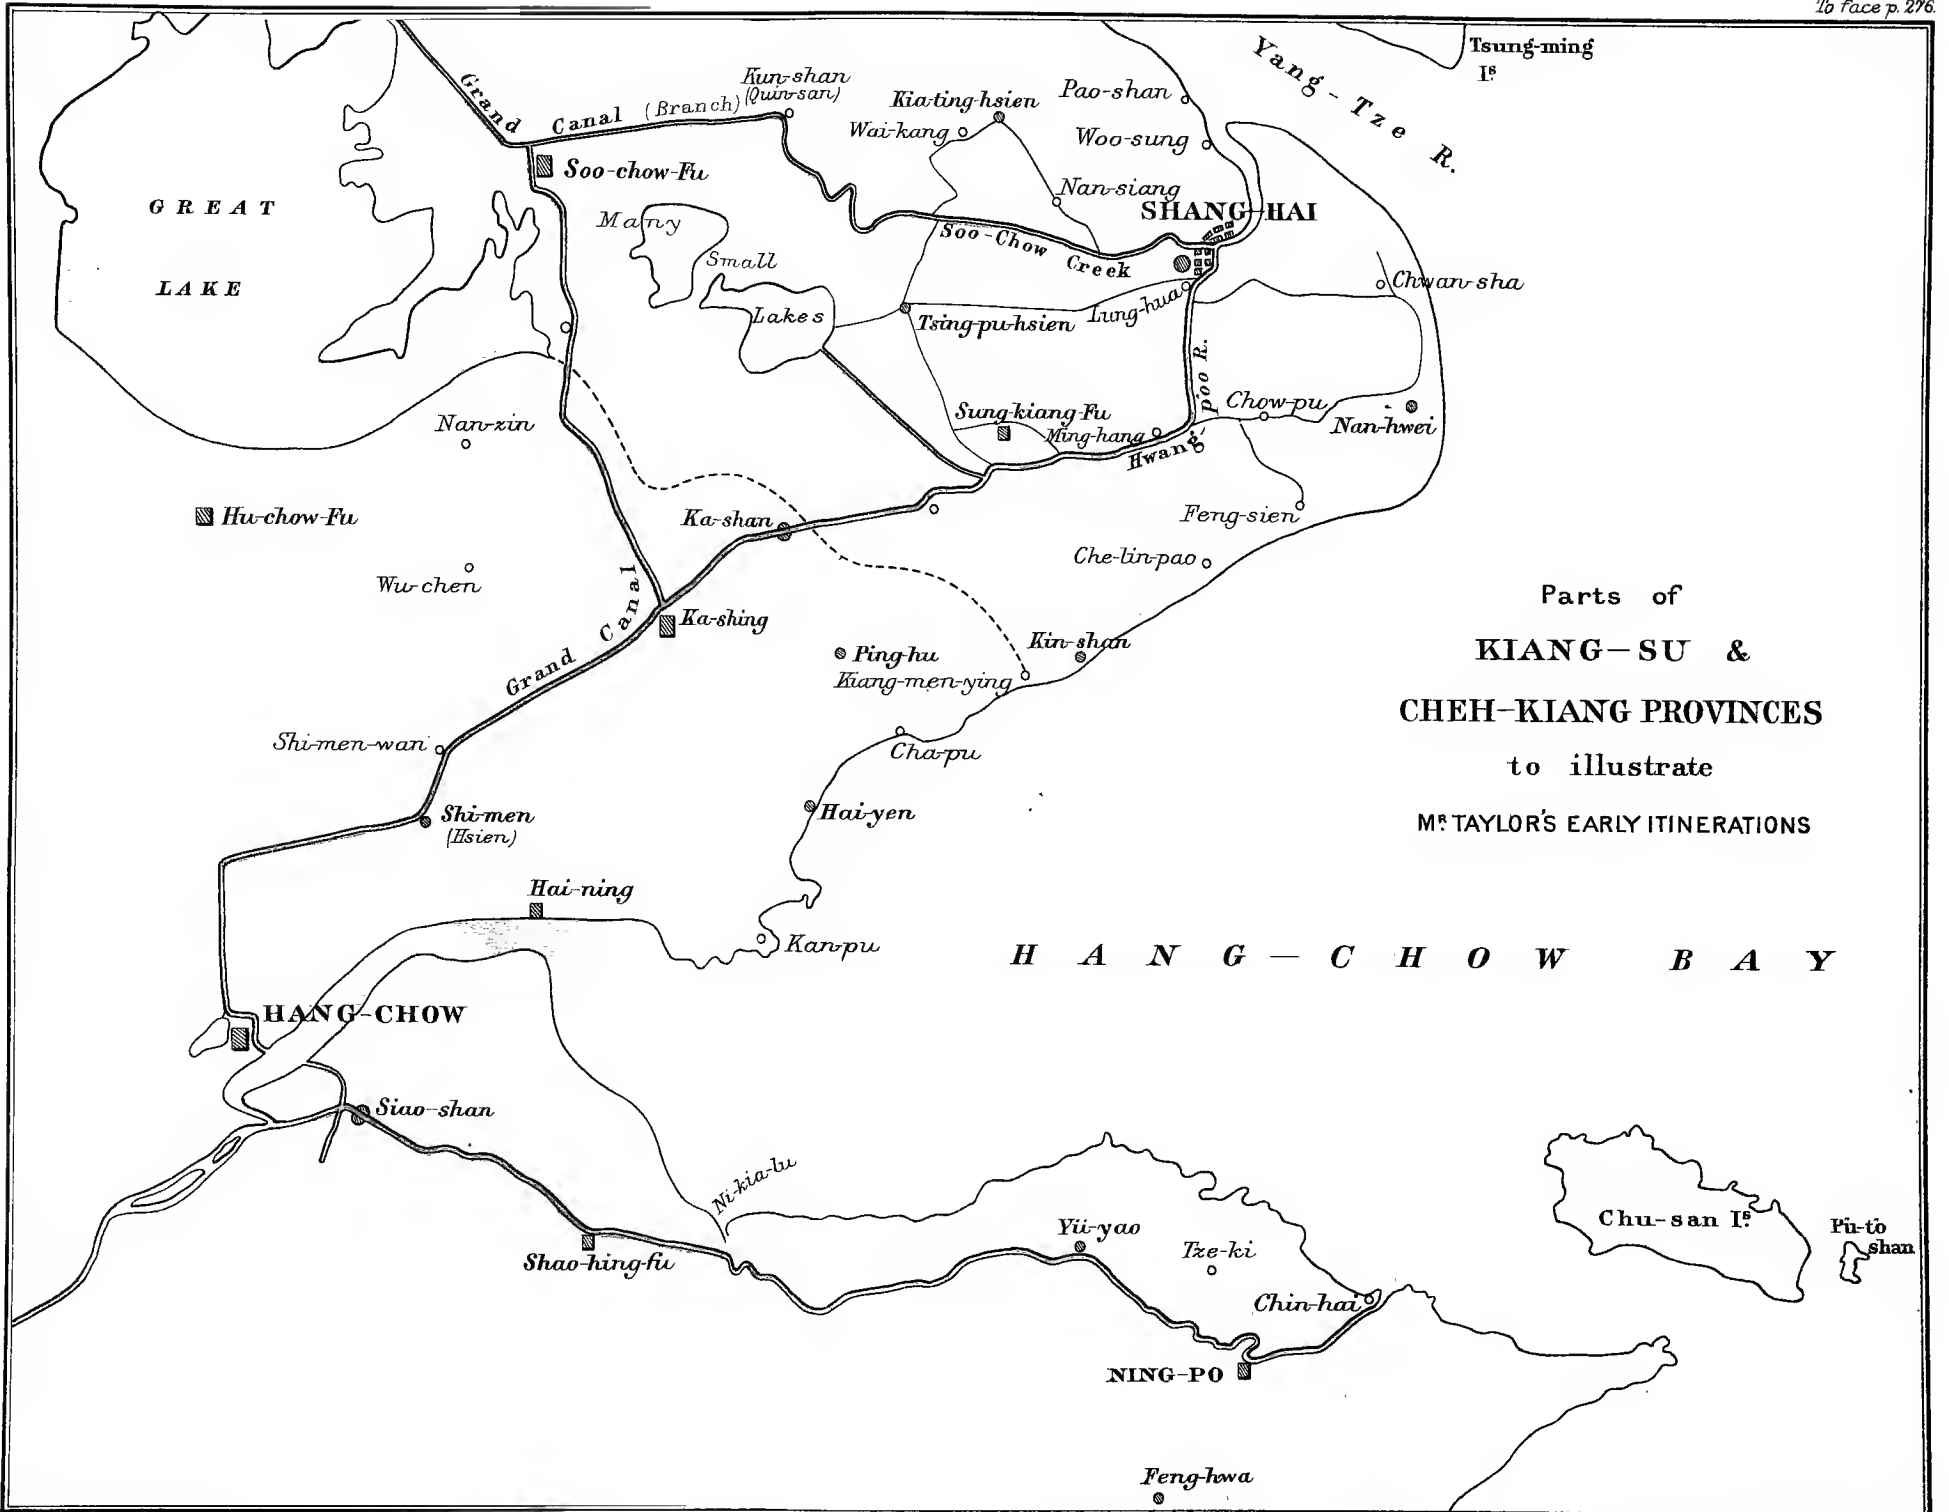 To face p. 276.
Tsung-ming
Is.
Yang-Tze R.
Grand Canal (Branch)
Kun-shan
(Quin-san)
Kia-ting-hsien
Wai-kang
Pao-shan
Woo-sung
Nan-siang
SHANG-HAI
Soo-chow-Fu
GREAT
LAKE
Many
Small
Lakes
Soo-Chow Creek
Lung-hua
Chwan-sha
Tsing-pu-hsien
Hwang-poo R.
Sung-kiang-Fu
Ming-hang
Chow-pu
Nan-hwei
Nan-zin
Hu-chow-Fu
Ka-shan
Feng-sien
Che-lin-pao
Wu-chen
Grand Canal
Ka-shing
Ping-hu
Kin-shan
Kiang-men-ying
Shi-men-wan
Cha-pu
Shi-men
(Hsien)
Hai-yen
Hai-ning
Kan-pu
Parts of
KIANG-SU &
CHEH-KIANG PROVINCES
to illustrate
MR. TAYLOR'S EARLY ITINERATIONS
HANG-CHOW BAY
HANG-CHOW
Siao-shan
Ni-kia-lu
Shao-hing-fu
Yü-yao
Tze-ki
Chin-hai
NING-PO
Chu-san Is.
Pu-to
shan
Feng-hwa